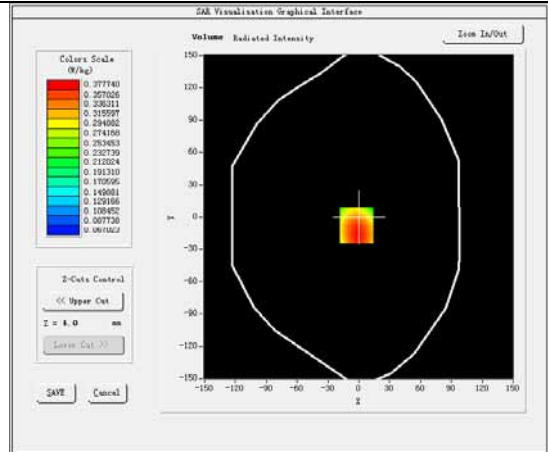 SAR Visualisation Graphical Interface
Volume Radiated Intensity
Zoom In/Out
Colors Scale
(W/kg)
0.377740
0.357026
0.336311
0.315597
0.294882
0.274168
0.253453
0.232739
0.212024
0.191310
0.170595
0.149881
0.129166
0.108452
0.087738
0.067023
150
120
90
60
30
0
-30
-60
-90
-120
-150
Y
-150 -120 -90 -60 -30 0 30 60 90 120 150
X
Z-Cuts Control
<< Upper Cut
Z = 4.0 mm
Lower Cut >>
SAVE Cancel